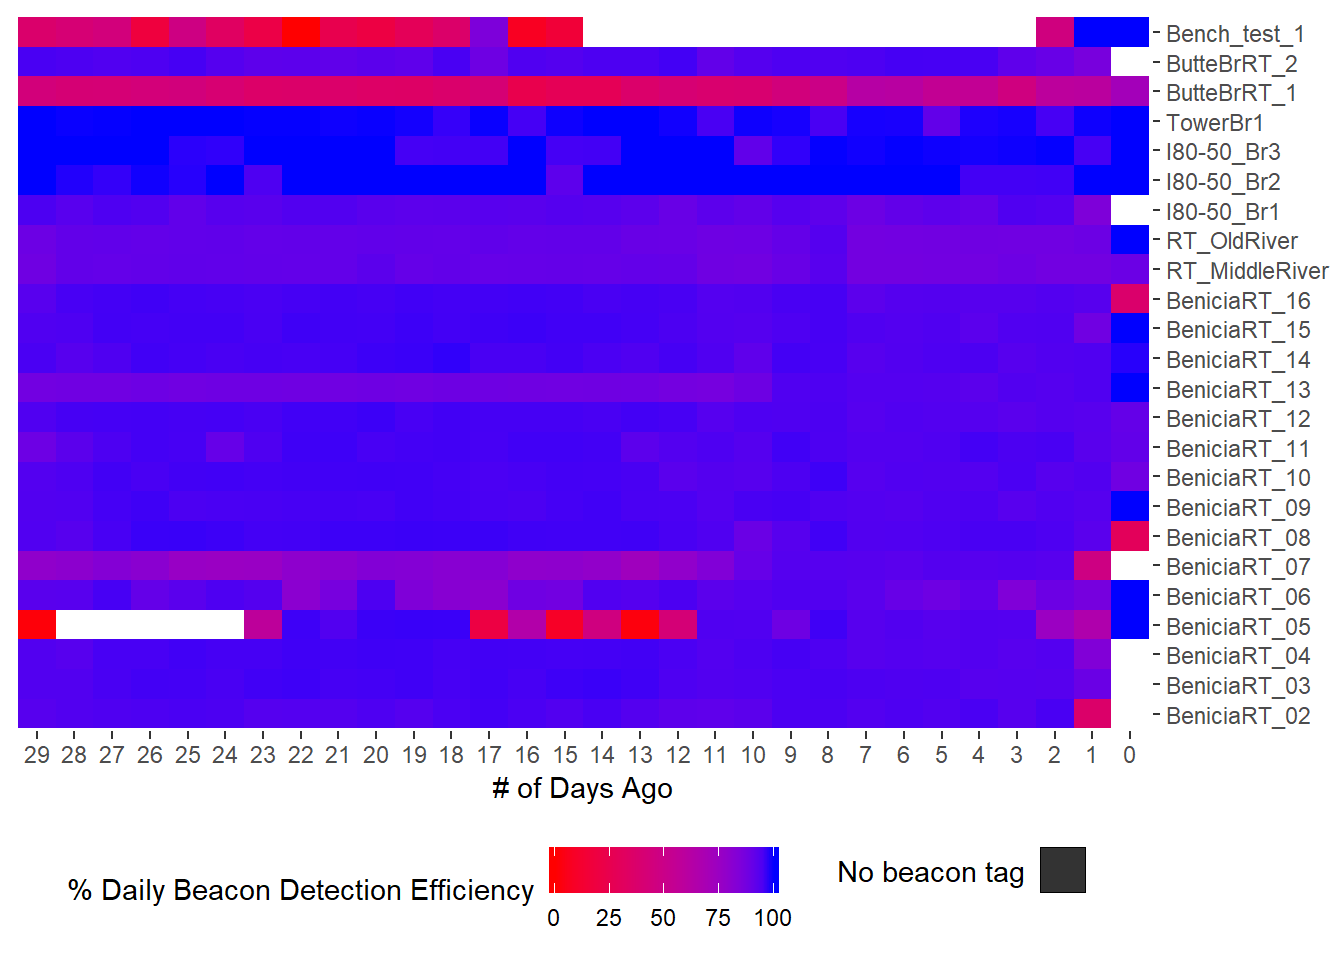 Bench_test_1
ButteBrRT_2
ButteBrRT_1
TowerBr1
I80-50_Br3
I80-50_Br2
I80-50_Br1
RT_OldRiver
RT_MiddleRiver
BeniciaRT_16
BeniciaRT_15
BeniciaRT_14
BeniciaRT_13
BeniciaRT_12
BeniciaRT_11
BeniciaRT_10
BeniciaRT_09
BeniciaRT_08
BeniciaRT_07
BeniciaRT_06
BeniciaRT_05
BeniciaRT_04
BeniciaRT_03
BeniciaRT_02
29 28 27 26 25 24 23 22 21 20 19 18 17 16 15 14 13 12 11 10 9 8 7 6 5 4 3 2 1 0
# of Days Ago
% Daily Beacon Detection Efficiency
0 25 50 75 100
No beacon tag